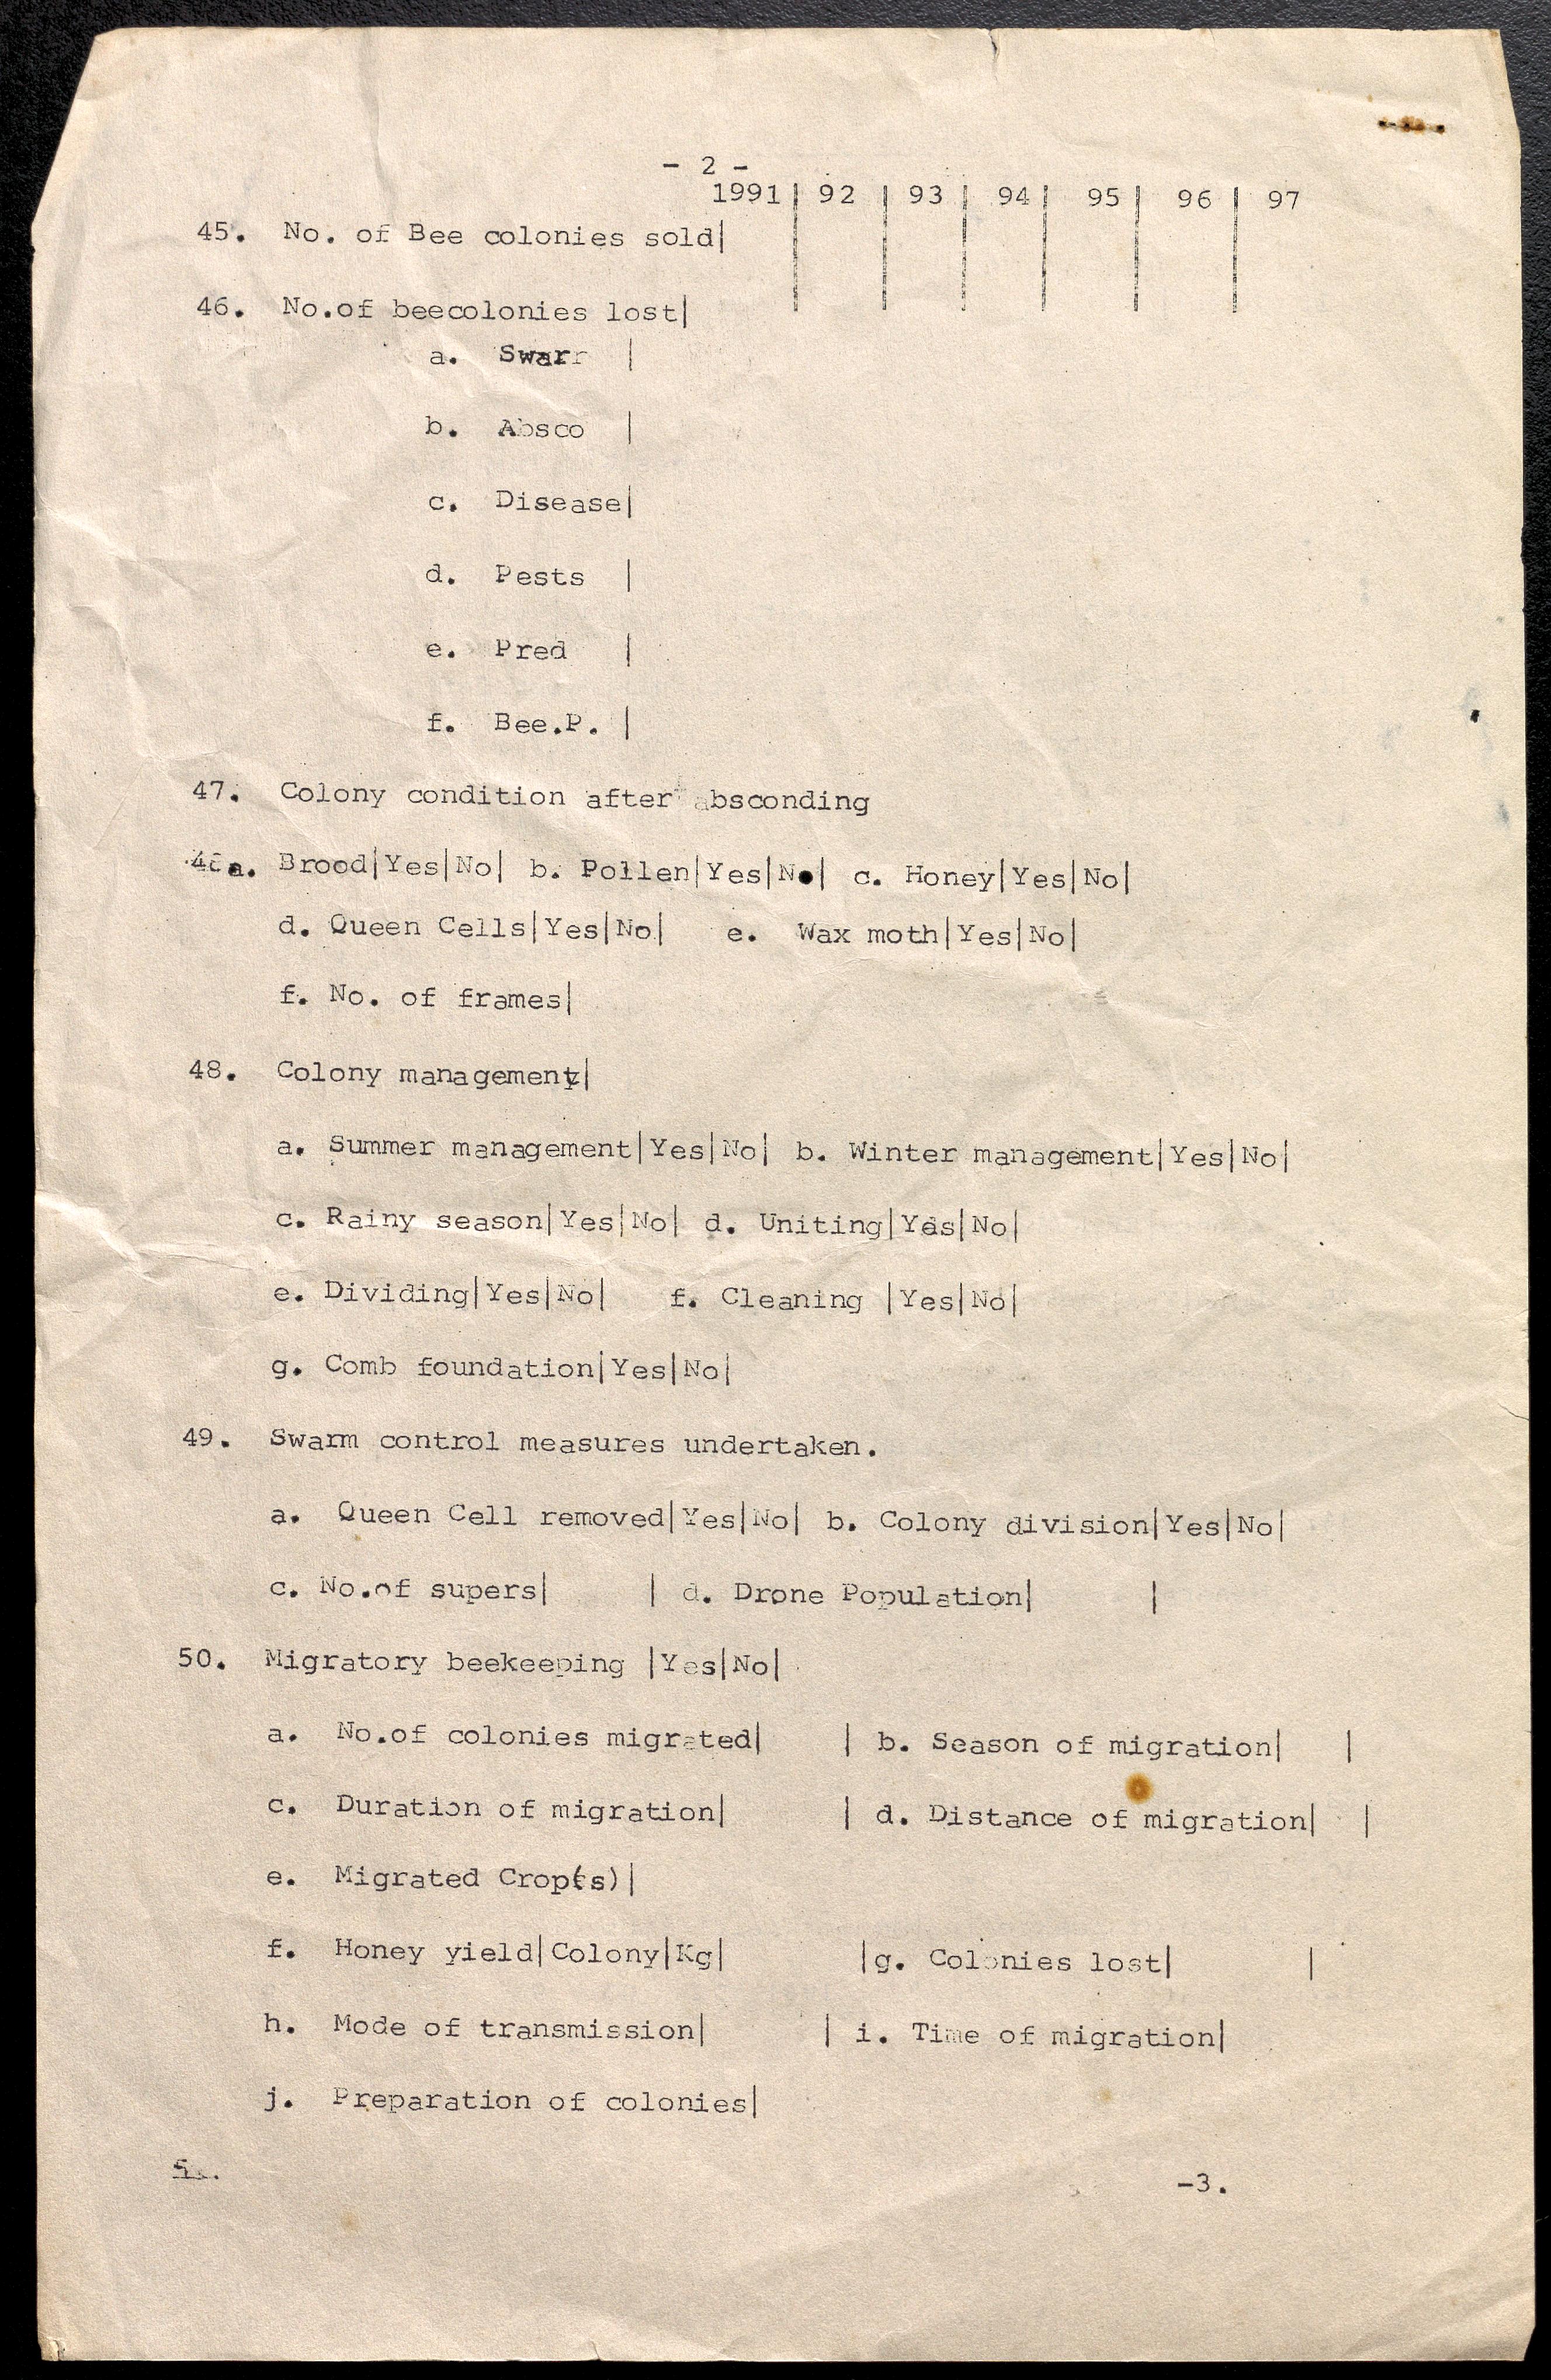 - 2 -
1991| 92 | 93 | 94| 95| 96 | 97
45. No. of Bee colonies sold|
46. No.of beecolonies lost|
a. Swarr |
b. Absco |
c. Disease|
d. Pests |
e. Pred |
f. Bee.P. |
47. Colony condition after absconding
a. Brood|Yes|No| b. Pollen|Yes|No| c. Honey|Yes|No|
d. Queen Cells|Yes|No| e. Wax moth|Yes|No|
f. No. of frames|
48. Colony management|
a. Summer management|Yes|No| b. Winter management|Yes|No|
c. Rainy season|Yes|No| d. Uniting|Yes|No|
e. Dividing|Yes|No| f. Cleaning |Yes|No|
g. Comb foundation|Yes|No|
49. Swarm control measures undertaken.
a. Queen Cell removed|Yes|No| b. Colony division|Yes|No|
c. No.of supers| | d. Drone Population| |
50. Migratory beekeeping |Yes|No|
a. No.of colonies migrated| | b. Season of migration| |
c. Duration of migration| | d. Distance of migration| |
e. Migrated Crop(s)|
f. Honey yield|Colony|Kg| |g. Colonies lost| |
h. Mode of transmission| | i. Time of migration|
j. Preparation of colonies|
-3.